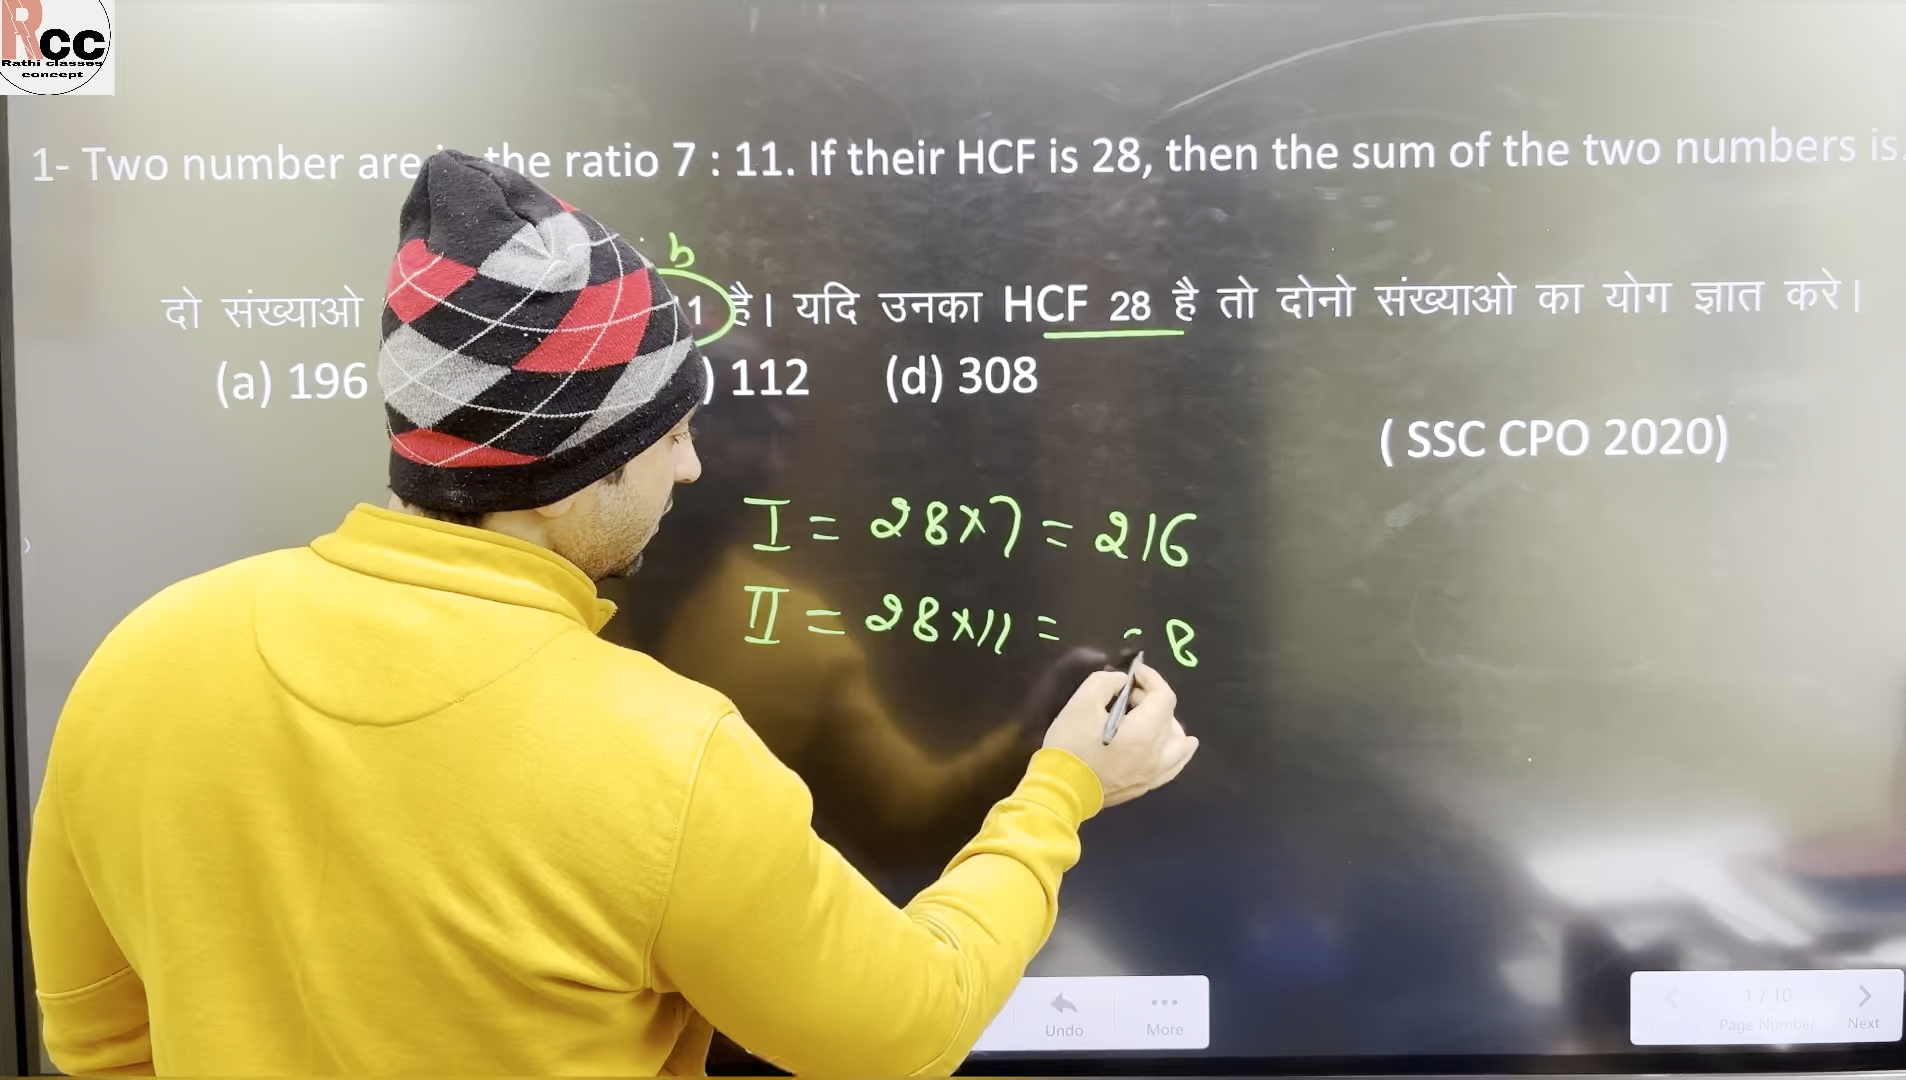 Rcc
Rathi classes
concept
1- Two number are the ratio 7 : 11. If their HCF is 28, then the sum of the two numbers is.
b
दो संख्याओ 11 है। यदि उनका HCF 28 है तो दोनो संख्याओ का योग ज्ञात करे।
(a) 196 ) 112 (d) 308
( SSC CPO 2020)
I = 28×7 = 216
II = 28×11 = 8
Undo More
1 / 10
Page Number Next